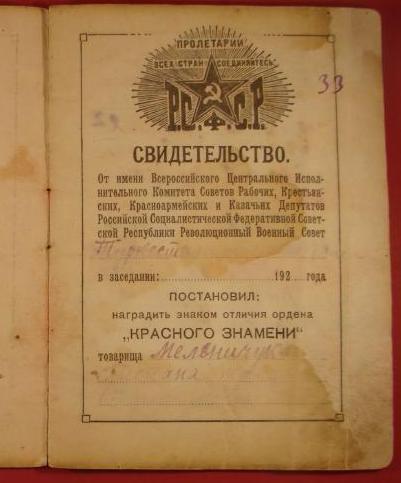 33
ПРОЛЕТАРИИ
ВСЕХ СТРАН СОЕДИНЯЙТЕСЬ
Р.С.Ф.С.Р.
СВИДЕТЕЛЬСТВО.
От имени Всероссийского Центрального Испол-
нительного Комитета Советов Рабочих, Крестьян-
ских, Красноармейских и Казачьих Депутатов
Российской Социалистической Федеративной Совет-
ской Республики Революционный Военный Совет
в заседании: 192 года
ПОСТАНОВИЛ:
наградить знаком отличия ордена
„КРАСНОГО ЗНАМЕНИ"
товарища Мельничук